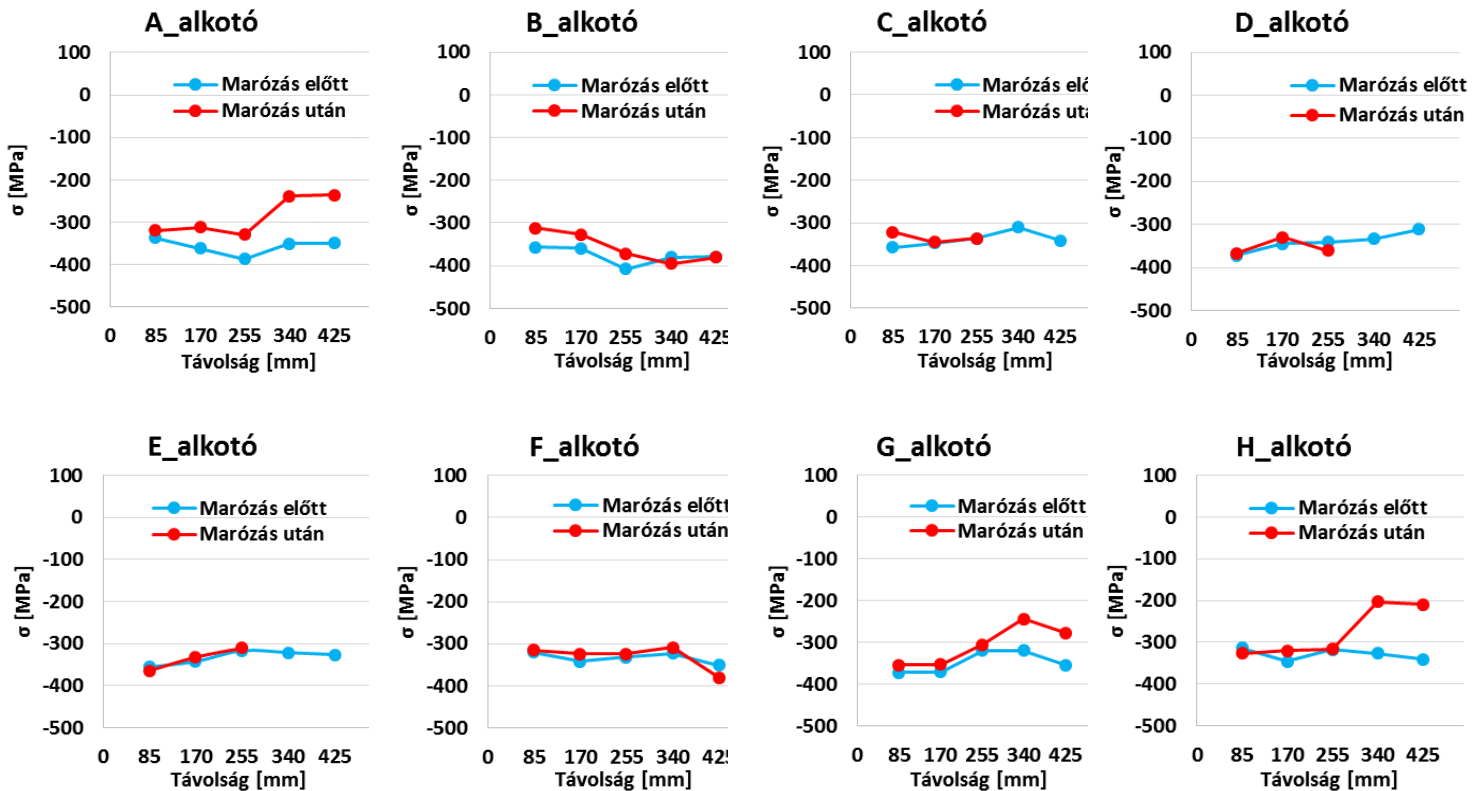 A_alkotó
100
0
-100
-200
-300
-400
-500
σ [MPa]
Marózás előtt
Marózás után
0 85 170 255 340 425
Távolság [mm]
B_alkotó
100
0
-100
-200
-300
-400
-500
σ [MPa]
Marózás előtt
Marózás után
0 85 170 255 340 425
Távolság [mm]
C_alkotó
100
0
-100
-200
-300
-400
-500
σ [MPa]
Marózás elő
Marózás utá
0 85 170 255 340 425
Távolság [mm]
D_alkotó
100
0
-100
-200
-300
-400
-500
σ [MPa]
Marózás előtt
Marózás után
0 85 170 255 340 425
Távolság [mm]
E_alkotó
100
0
-100
-200
-300
-400
-500
σ [MPa]
Marózás előtt
Marózás után
0 85 170 255 340 425
Távolság [mm]
F_alkotó
100
0
-100
-200
-300
-400
-500
σ [MPa]
Marózás előtt
Marózás után
0 85 170 255 340 425
Távolság [mm]
G_alkotó
100
0
-100
-200
-300
-400
-500
σ [MPa]
Marózás előtt
Marózás után
0 85 170 255 340 425
Távolság [mm]
H_alkotó
100
0
-100
-200
-300
-400
-500
σ [MPa]
Marózás előtt
Marózás után
0 85 170 255 340 425
Távolság [mm]